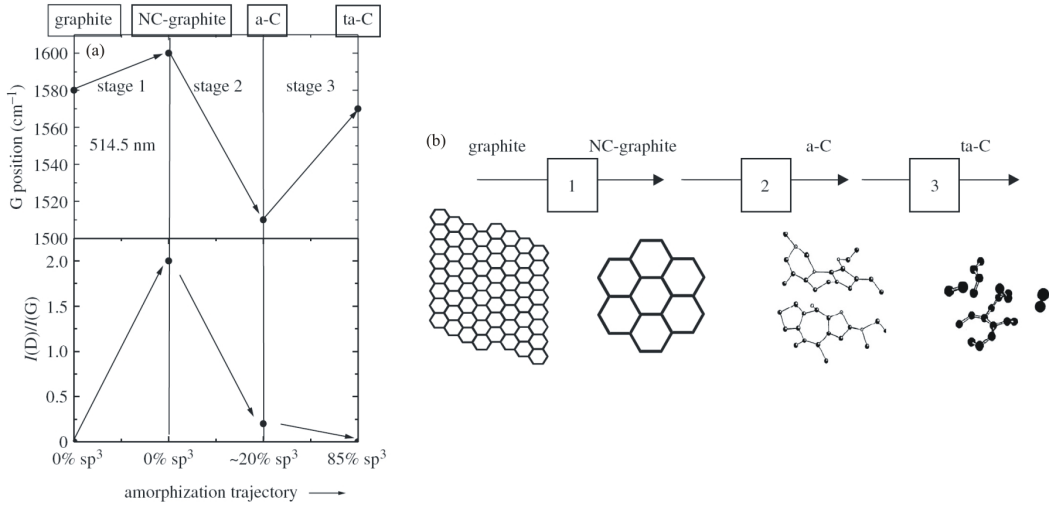 graphite NC-graphite a-C ta-C
(a)
1600
1580
1560
1540
1520
1500
G position (cm⁻¹)
stage 1 stage 2 stage 3
514.5 nm
2.0
1.5
1.0
0.5
0
I(D)/I(G)
0% sp³ 0% sp³ ~20% sp³ 85% sp³
amorphization trajectory
(b)
graphite NC-graphite a-C ta-C
1 2 3